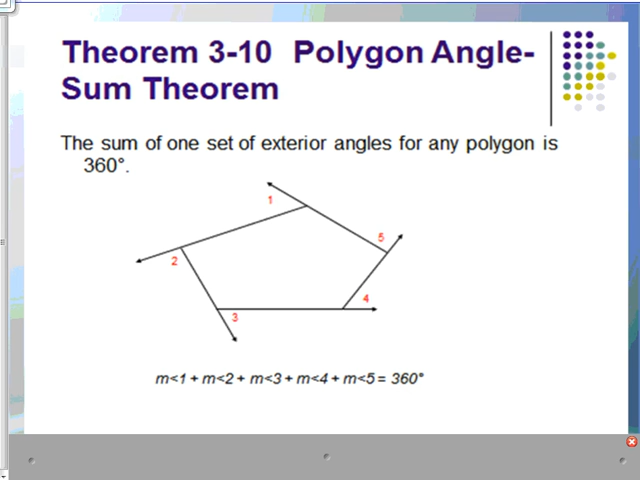 Theorem 3-10  Polygon Angle-
Sum Theorem
The sum of one set of exterior angles for any polygon is
360°.
1
5
2
4
3
m<1 + m<2 + m<3 + m<4 + m<5 = 360°